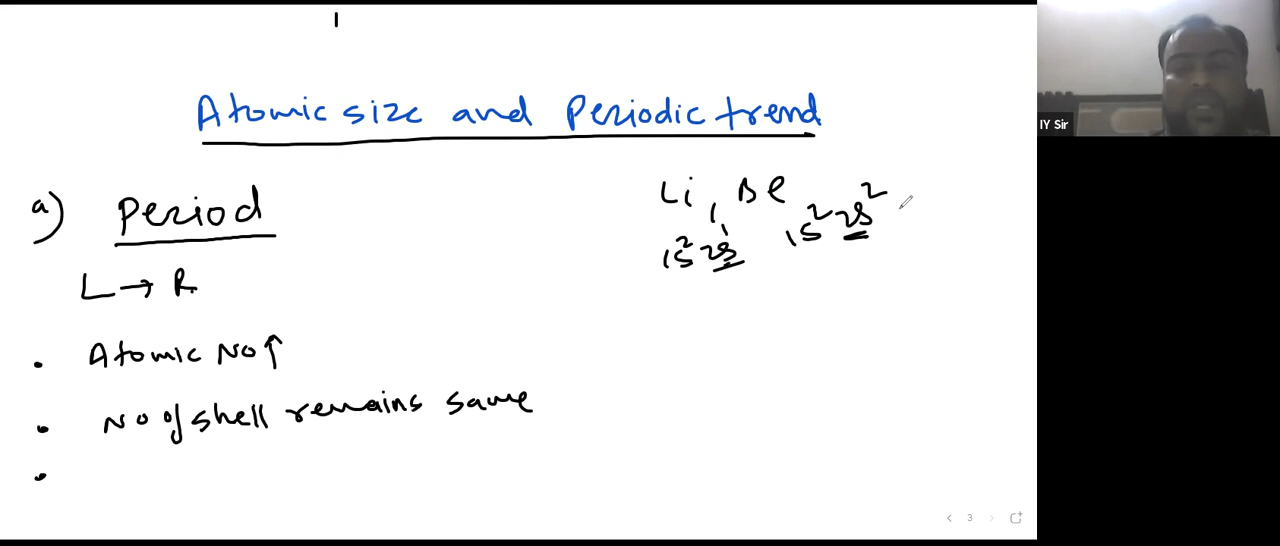 Atomic size and Periodic trend
IY Sir
a) Period
Li, Be
1s² 2s¹
1s² 2s²
L → R
• Atomic No ↑
• No of shell remains same
•
3